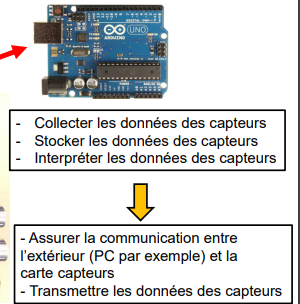 ARDUINO
UNO
- Collecter les données des capteurs
- Stocker les données des capteurs
- Interpréter les données des capteurs
- Assurer la communication entre
l'extérieur (PC par exemple) et la
carte capteurs
- Transmettre les données des capteurs